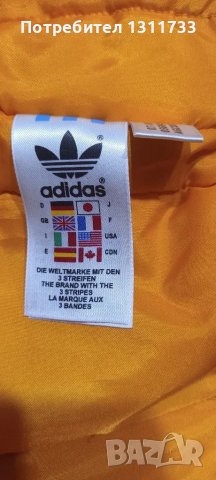 Потребител 1311733
adidas
D J
GB F
I USA
E CDN
DIE WELTMARKE MIT DEN
3 STREIFEN
THE BRAND WITH THE
3 STRIPES
LA MARQUE AUX
3 BANDES
BAZAR